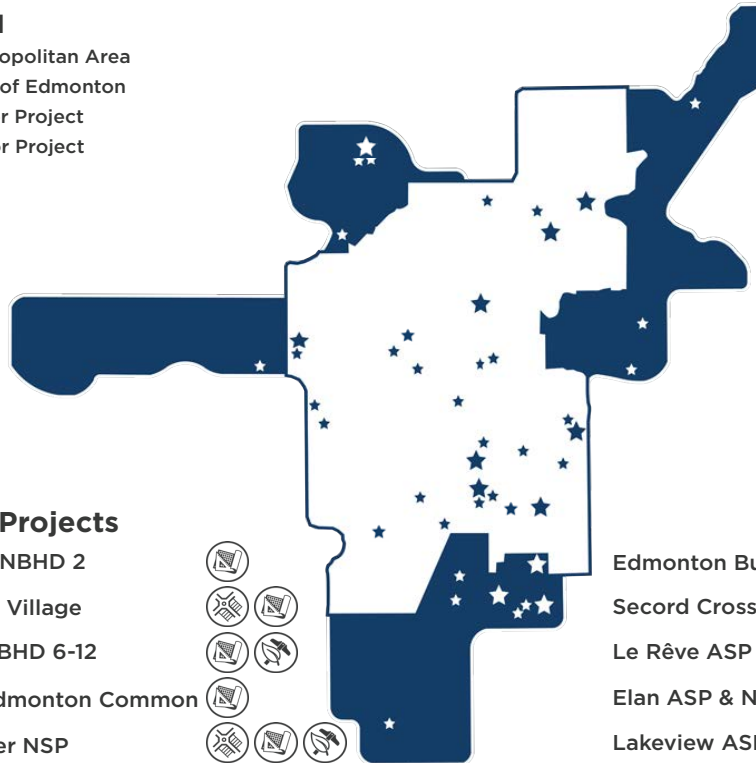 opolitan Area
of Edmonton
r Project
r Project
Projects
NBHD 2
Village
BHD 6-12
dmonton Common
er NSP
Edmonton Bu
Secord Cross
Le Rêve ASP
Elan ASP & N
Lakeview ASP